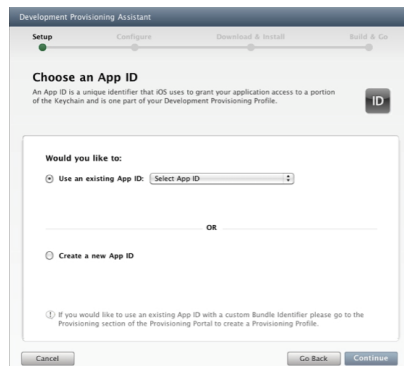 Development Provisioning Assistant
Setup Configure Download & Install Build & Go
Choose an App ID
An App ID is a unique identifier that iOS uses to grant your application access to a portion
of the Keychain and is one part of your Development Provisioning Profile.
ID
Would you like to:
Use an existing App ID: Select App ID
OR
Create a new App ID
If you would like to use an existing App ID with a custom Bundle Identifier please go to the
Provisioning section of the Provisioning Portal to create a Provisioning Profile.
Cancel Go Back Continue